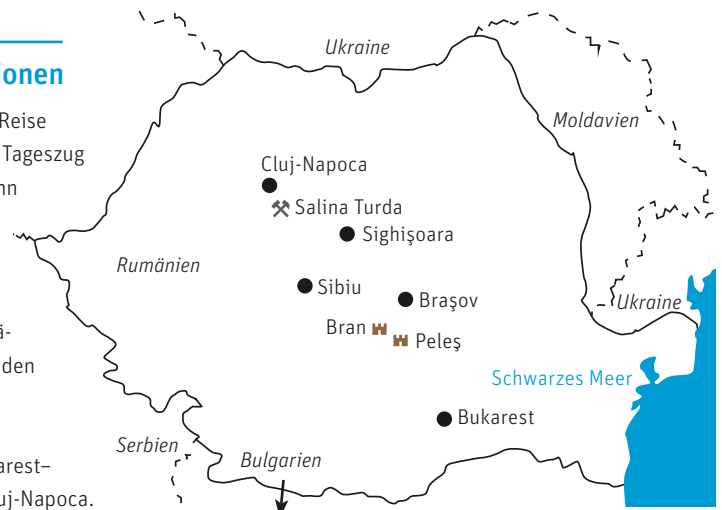 ionen
Reise
Tageszug
nn
ä-
den
arest–
uj-Napoca.
Ukraine
Moldavien
Cluj-Napoca
Salina Turda
Sighişoara
Rumänien
Sibiu
Braşov
Ukraine
Bran
Peleş
Schwarzes Meer
Bukarest
Serbien
Bulgarien